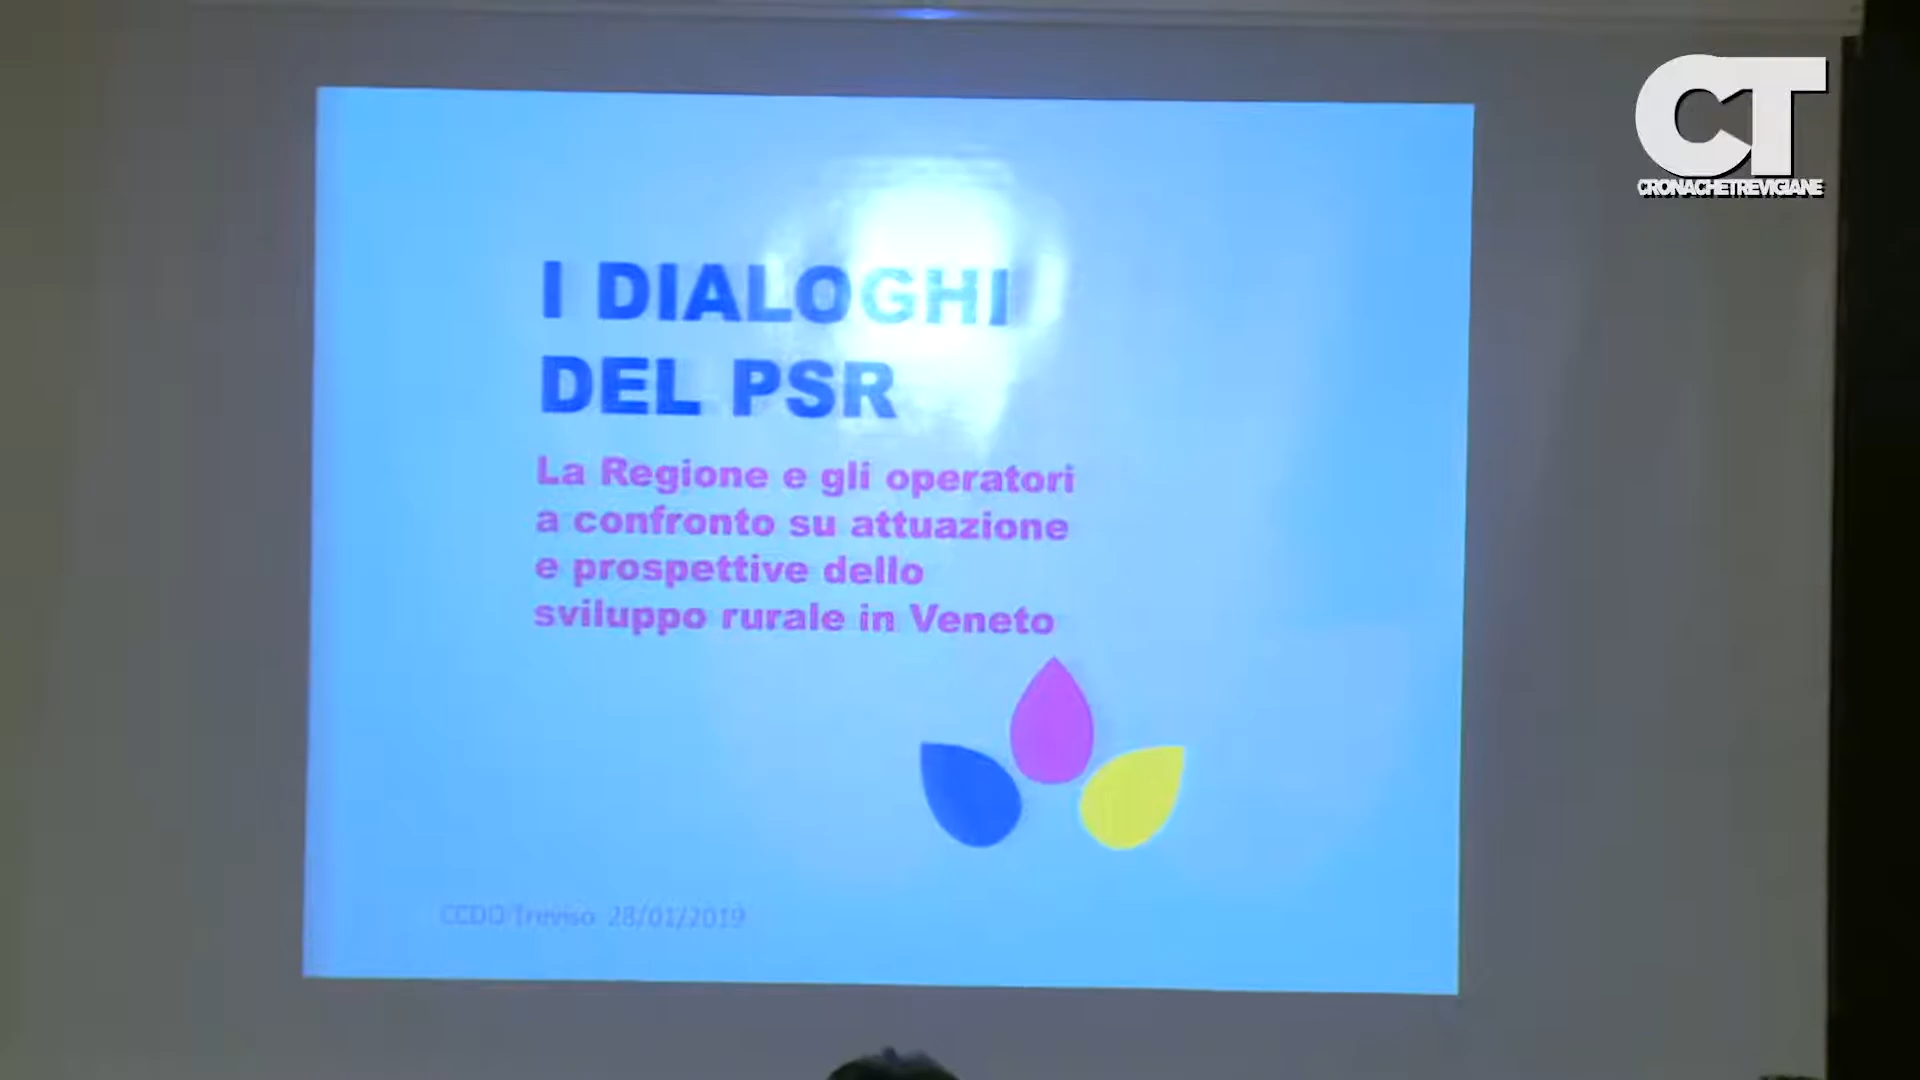 CT
CRONACHETREVIGIANE
I DIALOGHI
DEL PSR
La Regione e gli operatori
a confronto su attuazione
e prospettive dello
sviluppo rurale in Veneto
Treviso 28/01/2019